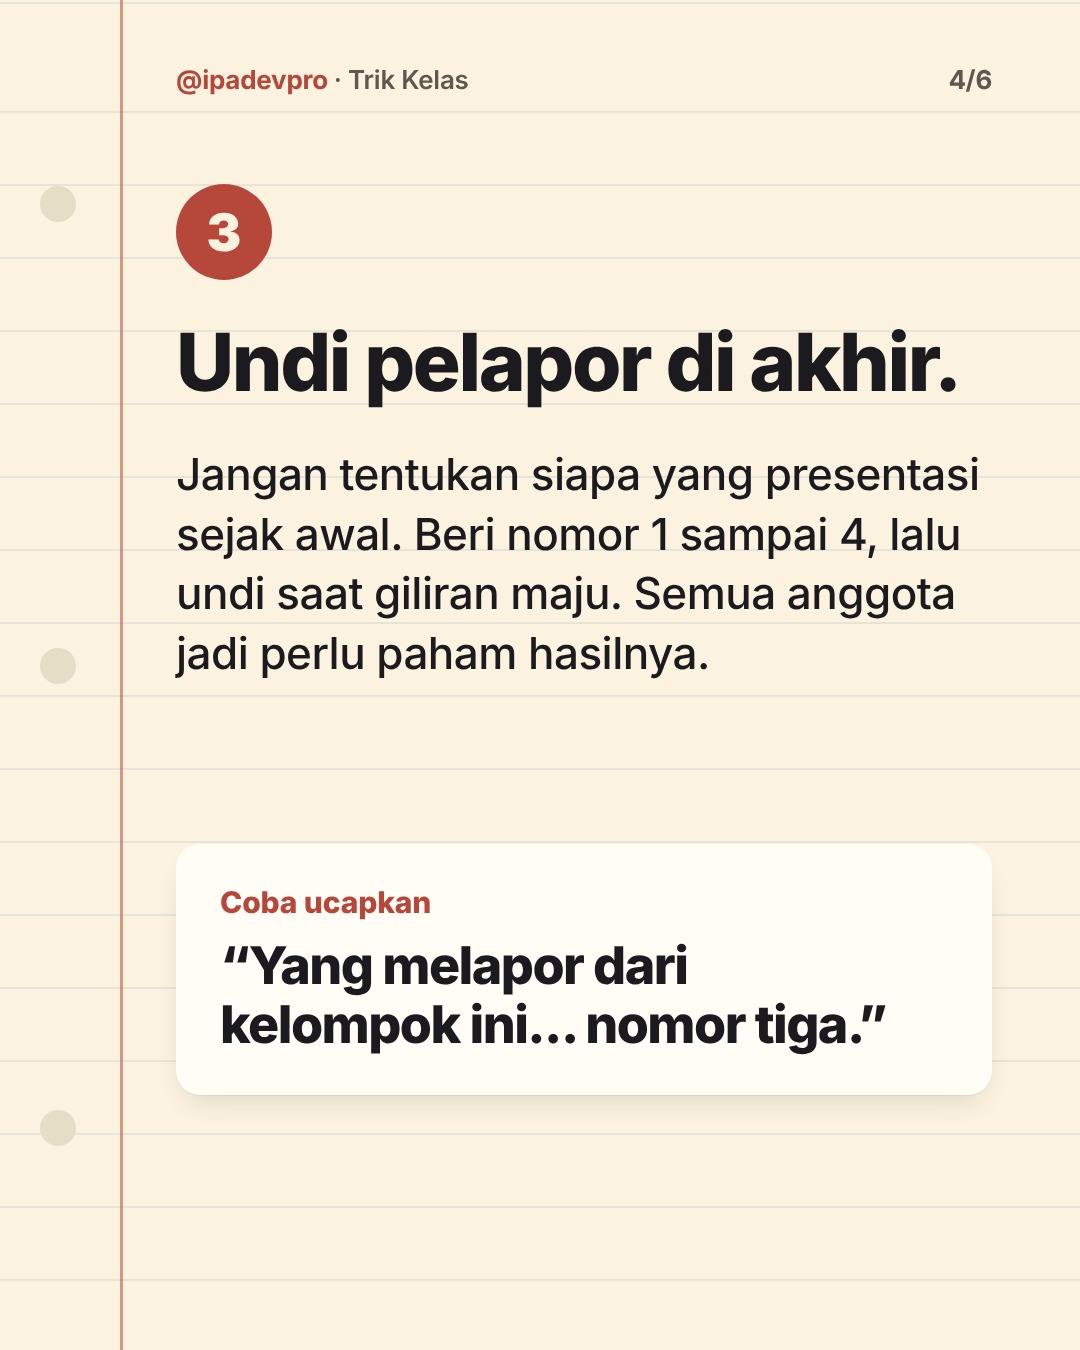 @ipadevpro · Trik Kelas
4/6
3
Undi pelapor di akhir.
Jangan tentukan siapa yang presentasi
sejak awal. Beri nomor 1 sampai 4, lalu
undi saat giliran maju. Semua anggota
jadi perlu paham hasilnya.
Coba ucapkan
“Yang melapor dari
kelompok ini… nomor tiga.”